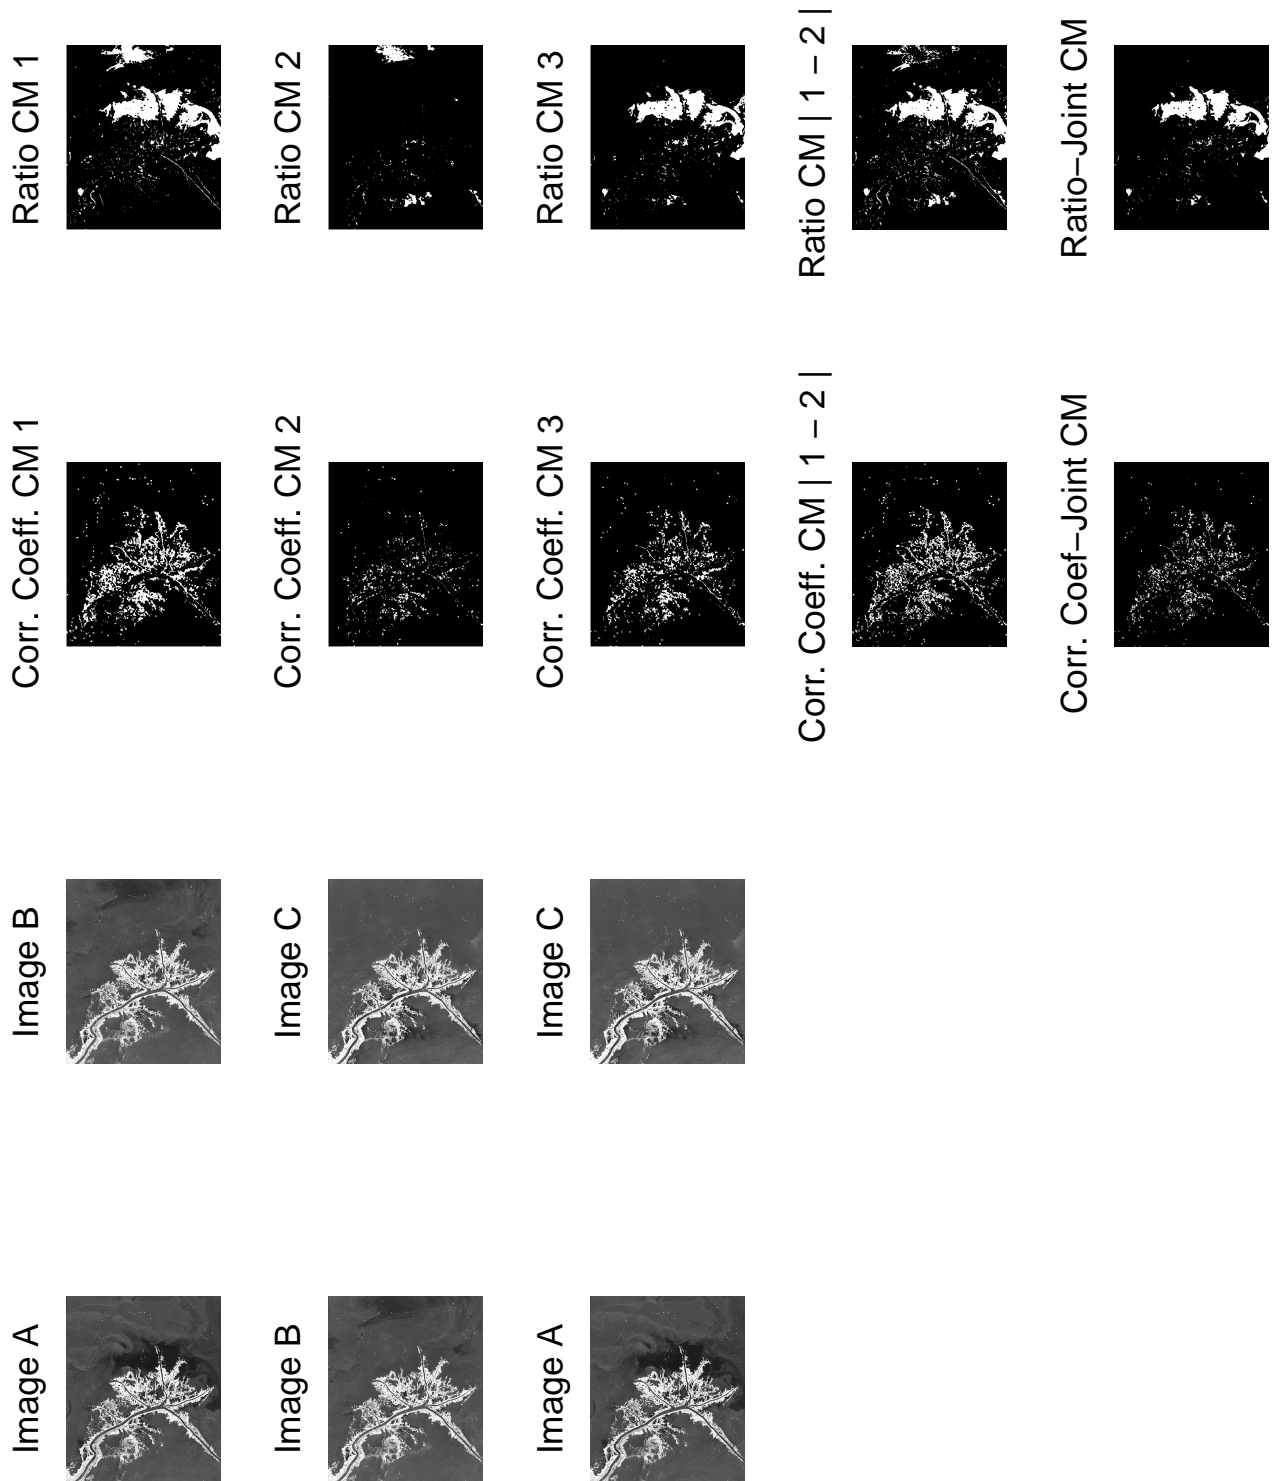 Image A
Image B
Corr. Coeff. CM 1
Ratio CM 1
Image B
Image C
Corr. Coeff. CM 2
Ratio CM 2
Image A
Image C
Corr. Coeff. CM 3
Ratio CM 3
Corr. Coeff. CM | 1 − 2 |
Ratio CM | 1 − 2 |
Corr. Coef−Joint CM
Ratio−Joint CM